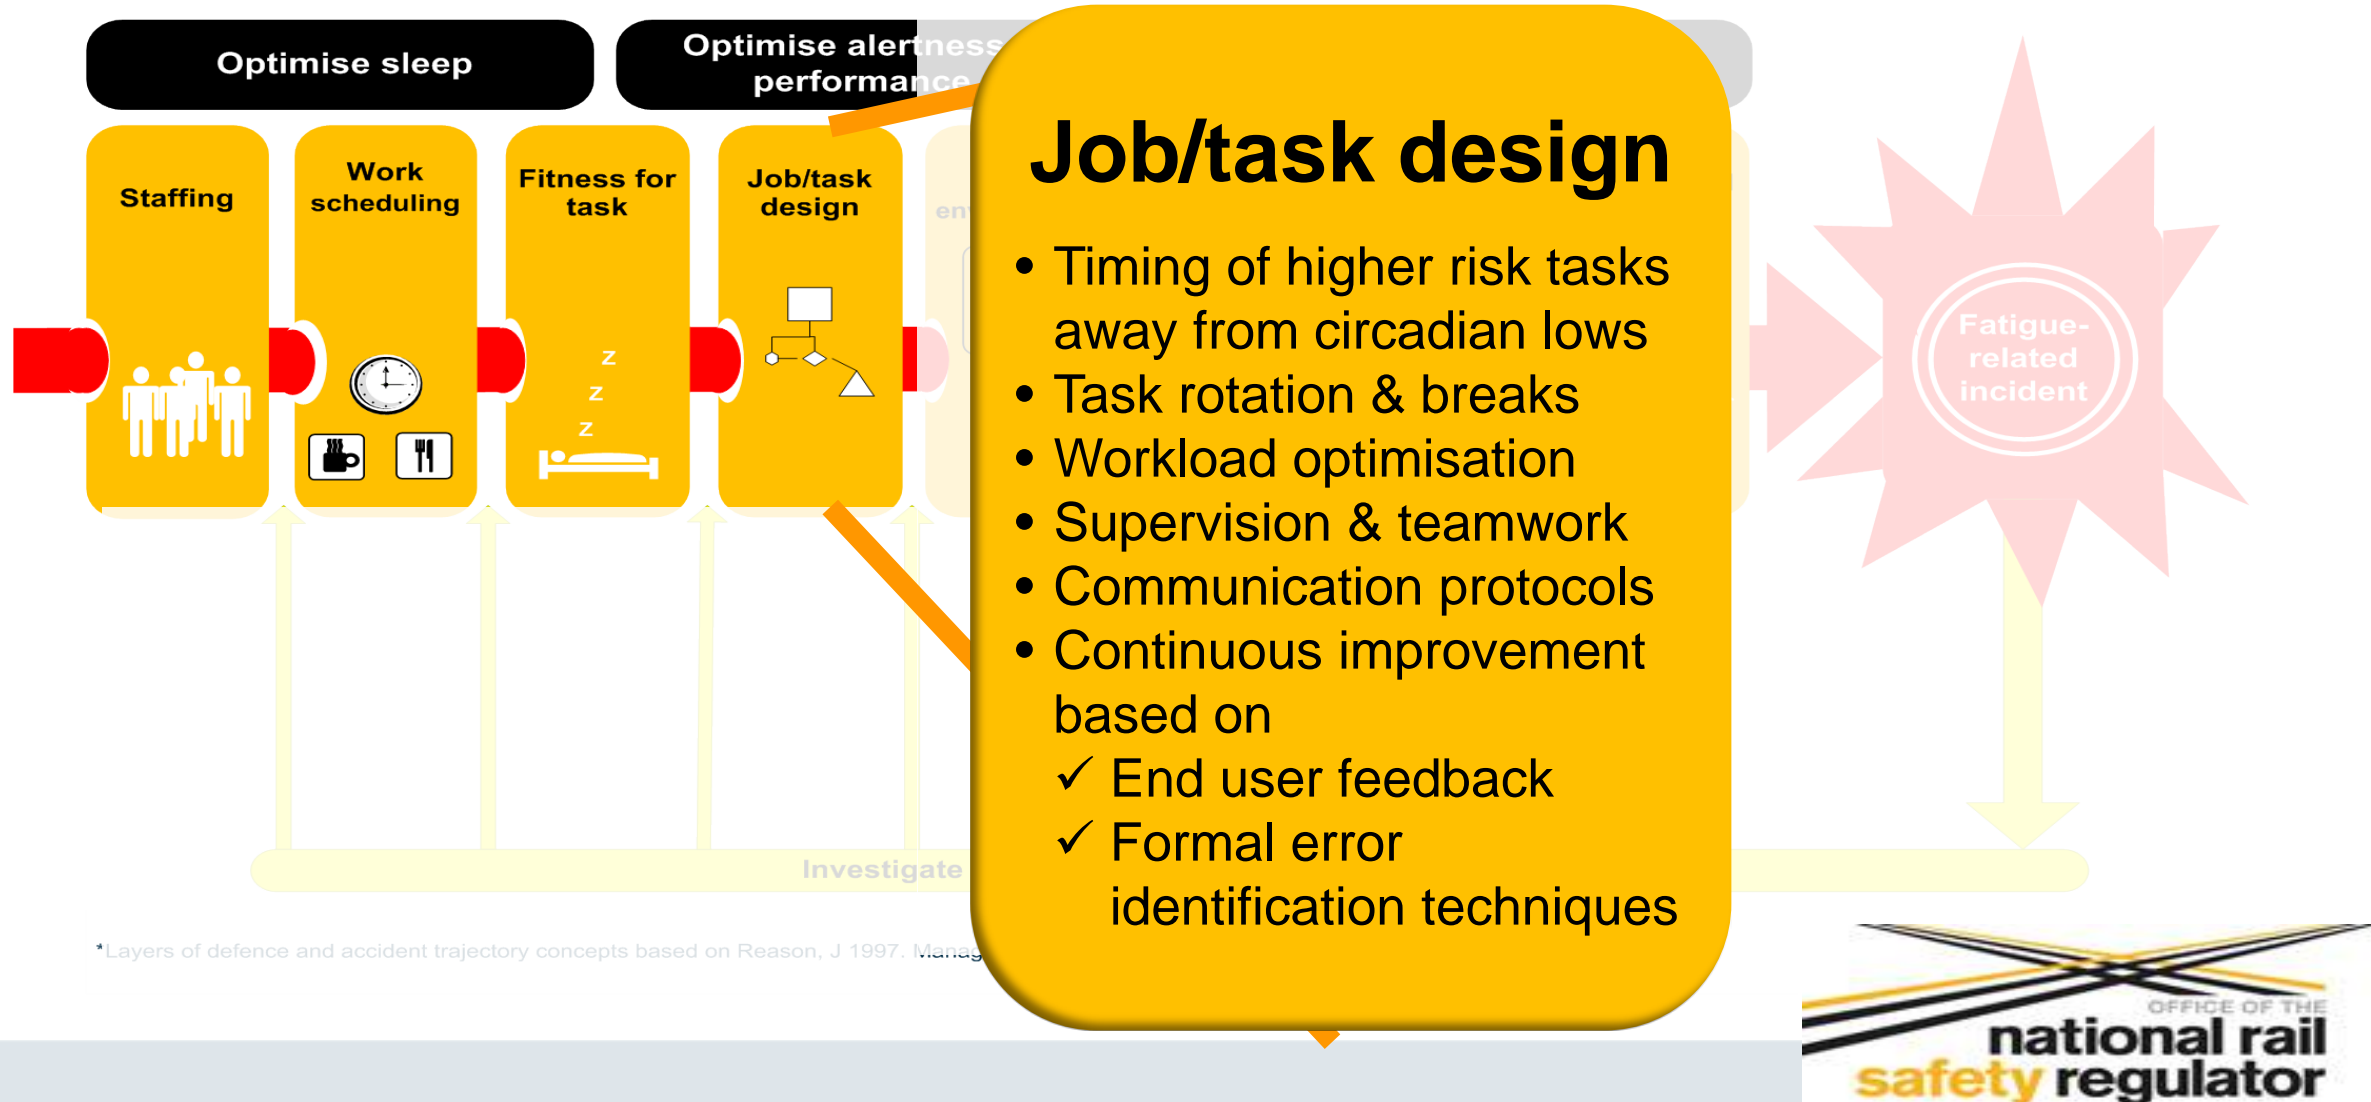 Optimise sleep
Optimise alertness
performance
Staffing
Work
scheduling
Fitness for
task
z
z
z
Job/task
design
Job/task design
• Timing of higher risk tasks
away from circadian lows
• Task rotation & breaks
• Workload optimisation
• Supervision & teamwork
• Communication protocols
• Continuous improvement
based on
✓ End user feedback
✓ Formal error
identification techniques
Fatigue-
related
incident
Investigate
*Layers of defence and accident trajectory concepts based on Reason, J 1997.
OFFICE OF THE
national rail
safety regulator